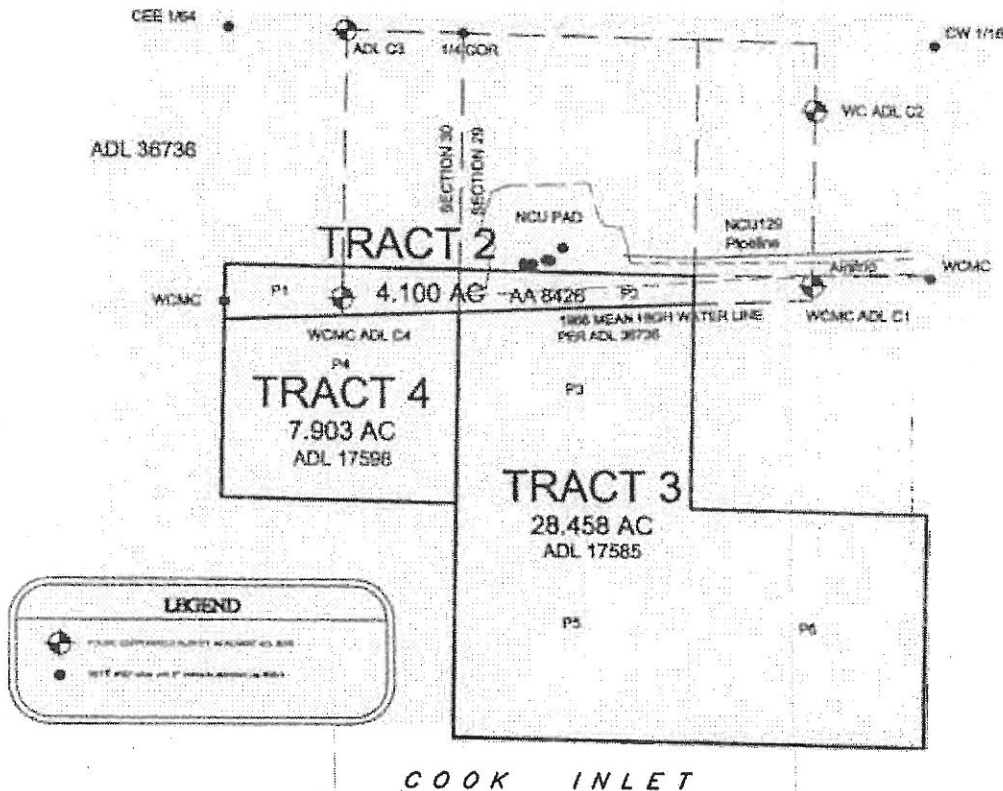 CEE 1/64
ADL C3
1/4 COR
CW 1/16
WC ADL C2
ADL 36736
SECTION 30
SECTION 29
NCU PAD
NCU129
Pipeline
TRACT 2
Airstrip
WCMC
WCMC
P1
4.100 AC
AA 8426
P2
WCMC ADL C4
1966 MEAN HIGH WATER LINE
PER ADL 36736
WCMC ADL C1
P4
TRACT 4
7.903 AC
ADL 17598
P3
TRACT 3
28.458 AC
ADL 17585
LEGEND
P5
P6
COOK INLET